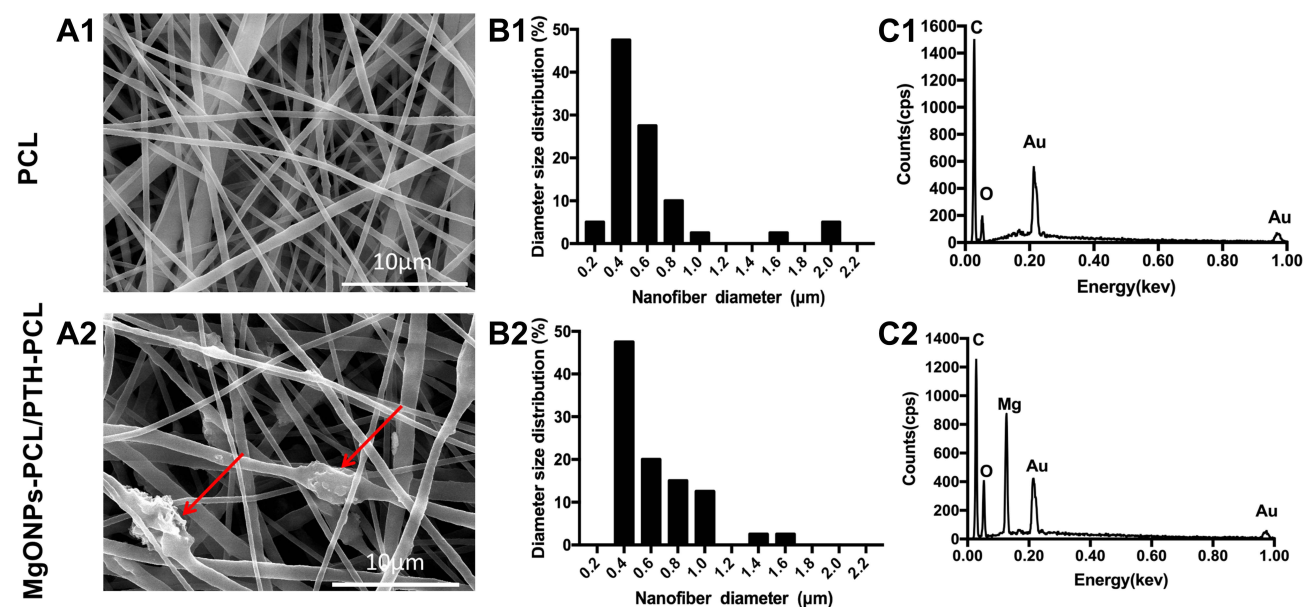 PCL
A1
10μm
B1
Diameter size distribution (%)
50
40
30
20
10
0
0.2 0.4 0.6 0.8 1.0 1.2 1.4 1.6 1.8 2.0 2.2
Nanofiber diameter (μm)
C1
Counts(cps)
1600
1400
1200
1000
800
600
400
200
0
C
O
Au
Au
0.00 0.20 0.40 0.60 0.80 1.00
Energy(kev)
MgONPs-PCL/PTH-PCL
A2
10μm
B2
Diameter size distribution (%)
50
40
30
20
10
0
0.2 0.4 0.6 0.8 1.0 1.2 1.4 1.6 1.8 2.0 2.2
Nanofiber diameter (μm)
C2
Counts(cps)
1400
1200
1000
800
600
400
200
0
C
O
Mg
Au
Au
0.00 0.20 0.40 0.60 0.80 1.00
Energy(kev)